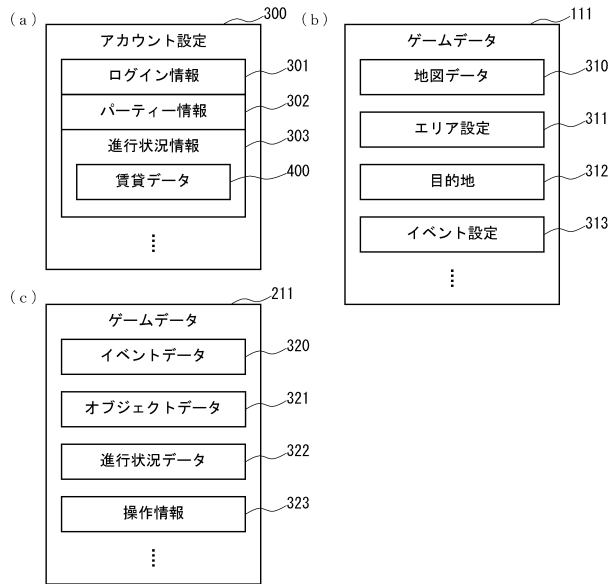 (a)
300
アカウント設定
ログイン情報
301
パーティー情報
302
進行状況情報
303
賃貸データ
400
(b)
111
ゲームデータ
地図データ
310
エリア設定
311
目的地
312
イベント設定
313
(c)
211
ゲームデータ
イベントデータ
320
オブジェクトデータ
321
進行状況データ
322
操作情報
323